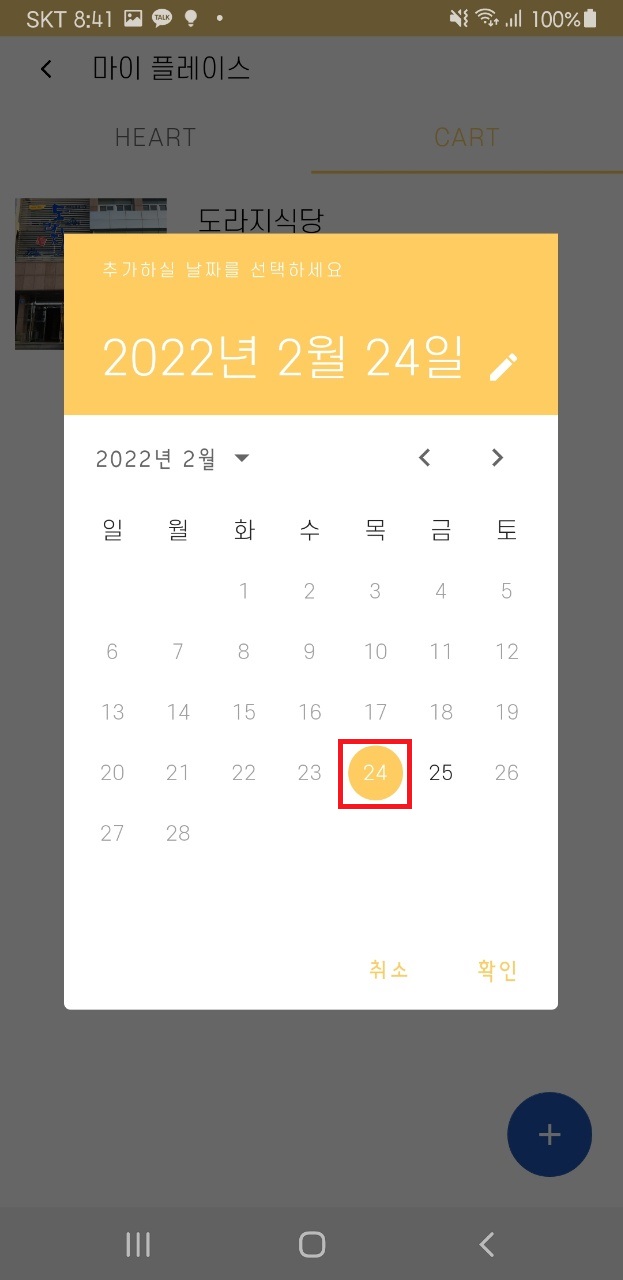 SKT 8:41 TALK 100%
마이 플레이스
HEART CART
도라지식당
추가하실 날짜를 선택하세요
2022년 2월 24일
2022년 2월
일 월 화 수 목 금 토
1 2 3 4 5
6 7 8 9 10 11 12
13 14 15 16 17 18 19
20 21 22 23 24 25 26
27 28
취소 확인